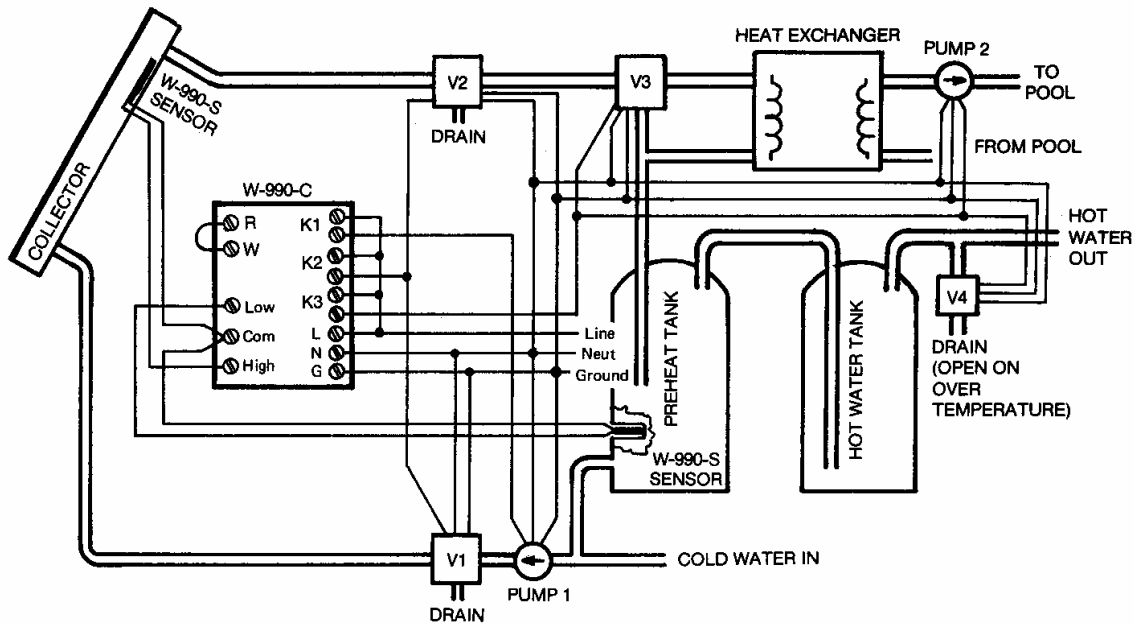 HEAT EXCHANGER
PUMP 2
TO
POOL
V2
V3
W-990-S
SENSOR
DRAIN
FROM POOL
COLLECTOR
W-990-C
R
W
Low
Com
High
K1
K2
K3
L
N
G
Line
Neut
Ground
PREHEAT TANK
HOT WATER TANK
HOT
WATER
OUT
V4
DRAIN
(OPEN ON
OVER
TEMPERATURE)
W-990-S
SENSOR
V1
DRAIN
PUMP 1
COLD WATER IN